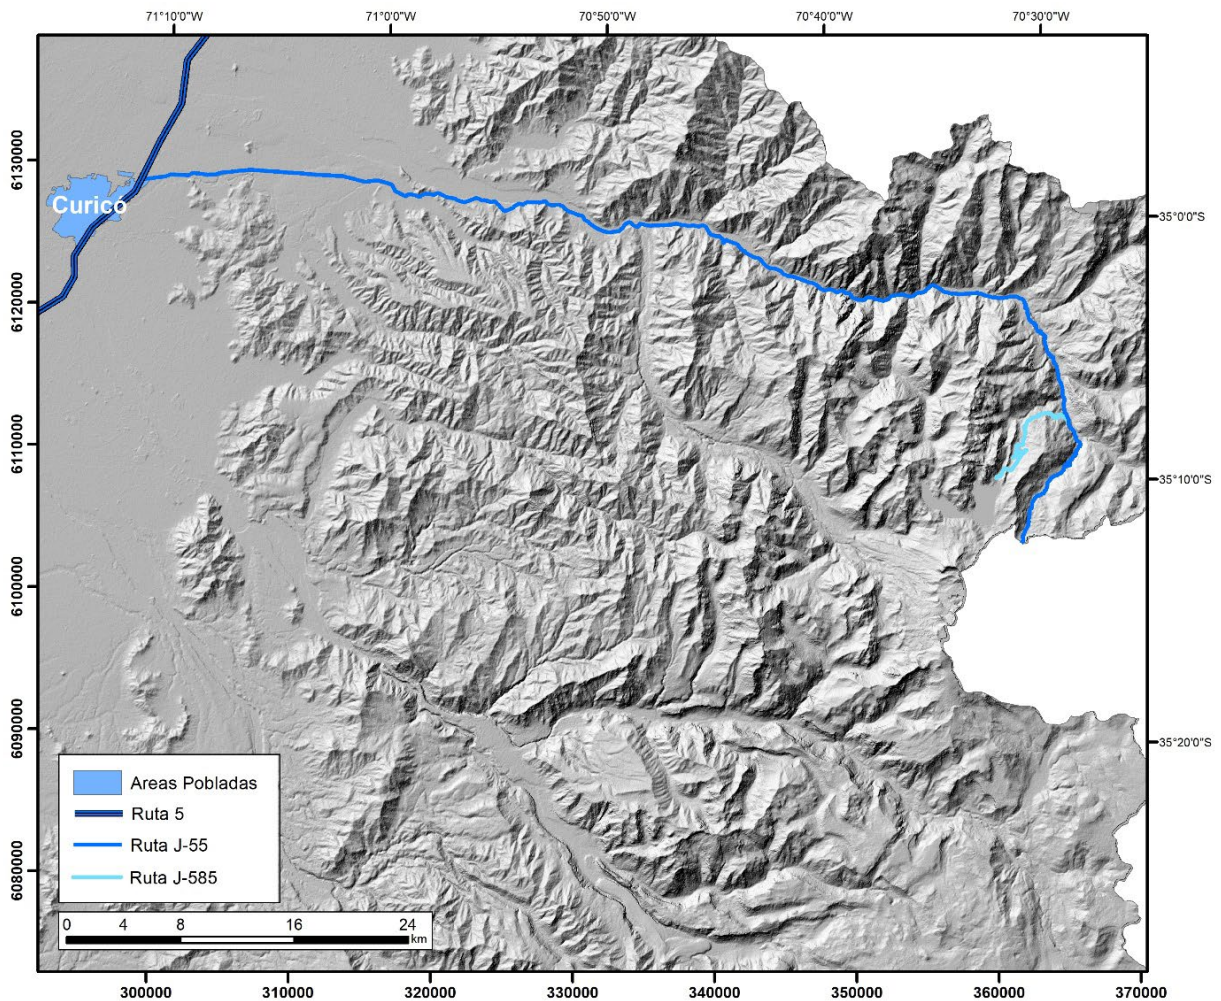 71°10'0"W 71°0'0"W 70°50'0"W 70°40'0"W 70°30'0"W
6130000
Curicó
35°0'0"S
6120000
6110000
35°10'0"S
6100000
6090000
35°20'0"S
Areas Pobladas
Ruta 5
Ruta J-55
Ruta J-585
6080000
0 4 8 16 24
km
300000 310000 320000 330000 340000 350000 360000 370000